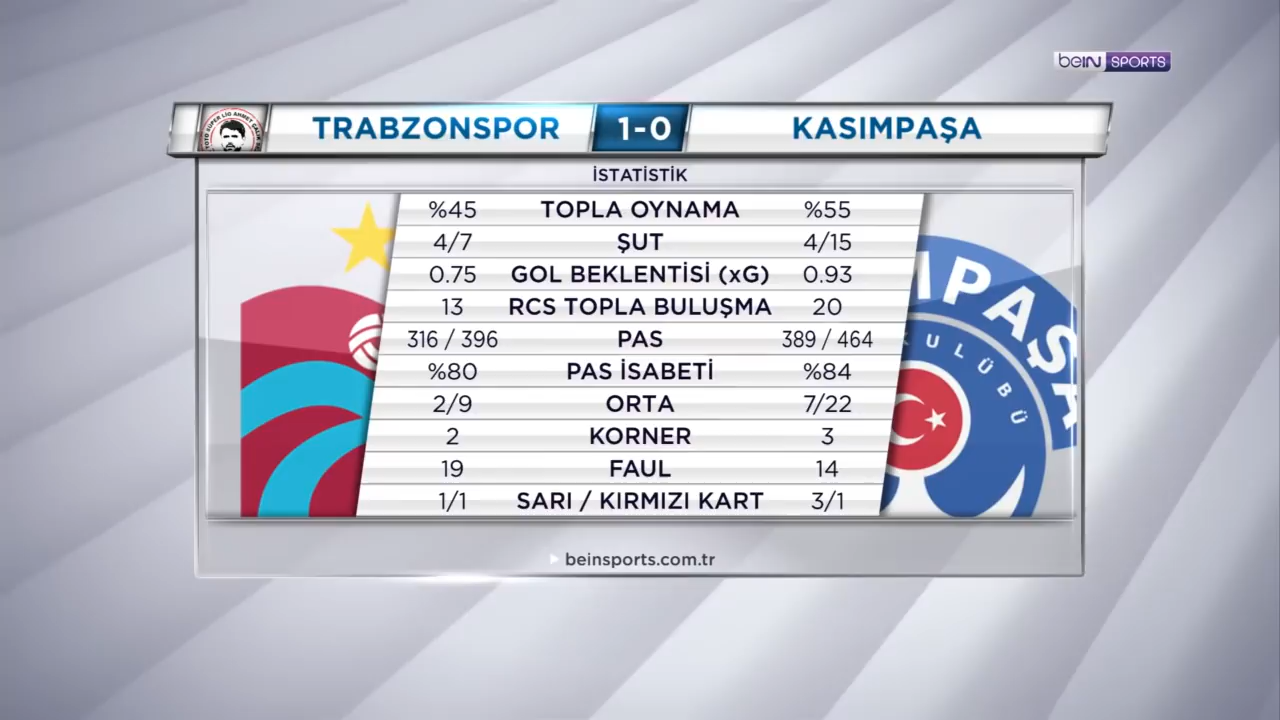 beIN SPORTS
TRABZONSPOR 1-0 KASIMPAŞA
İSTATİSTİK
%45 TOPLA OYNAMA %55
4/7 ŞUT 4/15
0.75 GOL BEKLENTİSİ (xG) 0.93
13 RCS TOPLA BULUŞMA 20
316 / 396 PAS 389 / 464
%80 PAS İSABETİ %84
2/9 ORTA 7/22
2 KORNER 3
19 FAUL 14
1/1 SARI / KIRMIZI KART 3/1
MPAŞA
KULÜBÜ
beinsports.com.tr